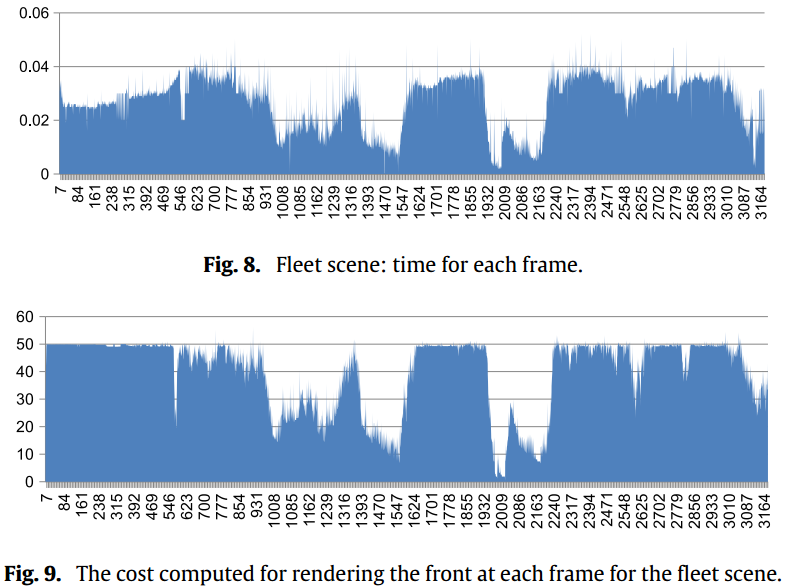 0.06
0.04
0.02
0
7 84 161 238 315 392 469 546 623 700 777 854 931 1008 1085 1162 1239 1316 1393 1470 1547 1624 1701 1778 1855 1932 2009 2086 2163 2240 2317 2394 2471 2548 2625 2702 2779 2856 2933 3010 3087 3164
Fig. 8. Fleet scene: time for each frame.
60
50
40
30
20
10
0
7 84 161 238 315 392 469 546 623 700 777 854 931 1008 1085 1162 1239 1316 1393 1470 1547 1624 1701 1778 1855 1932 2009 2086 2163 2240 2317 2394 2471 2548 2625 2702 2779 2856 2933 3010 3087 3164
Fig. 9. The cost computed for rendering the front at each frame for the fleet scene.